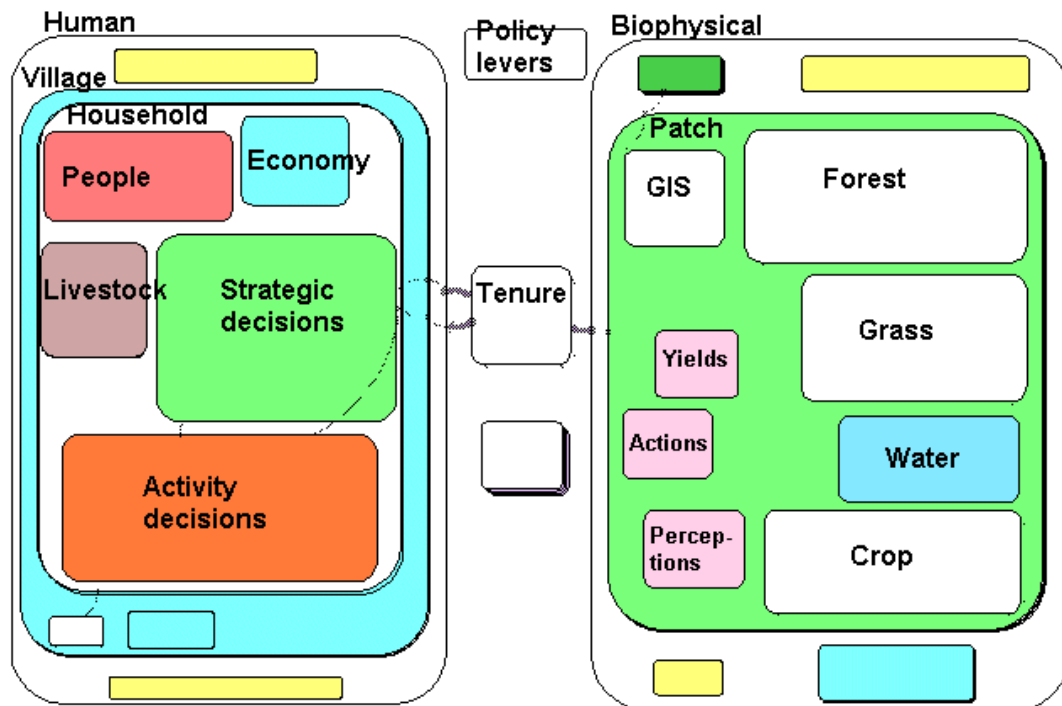 Human
Village
Household
People
Economy
Livestock
Strategic
decisions
Activity
decisions
Policy
levers
Tenure
Biophysical
Patch
GIS
Forest
Grass
Yields
Actions
Water
Percep-
tions
Crop